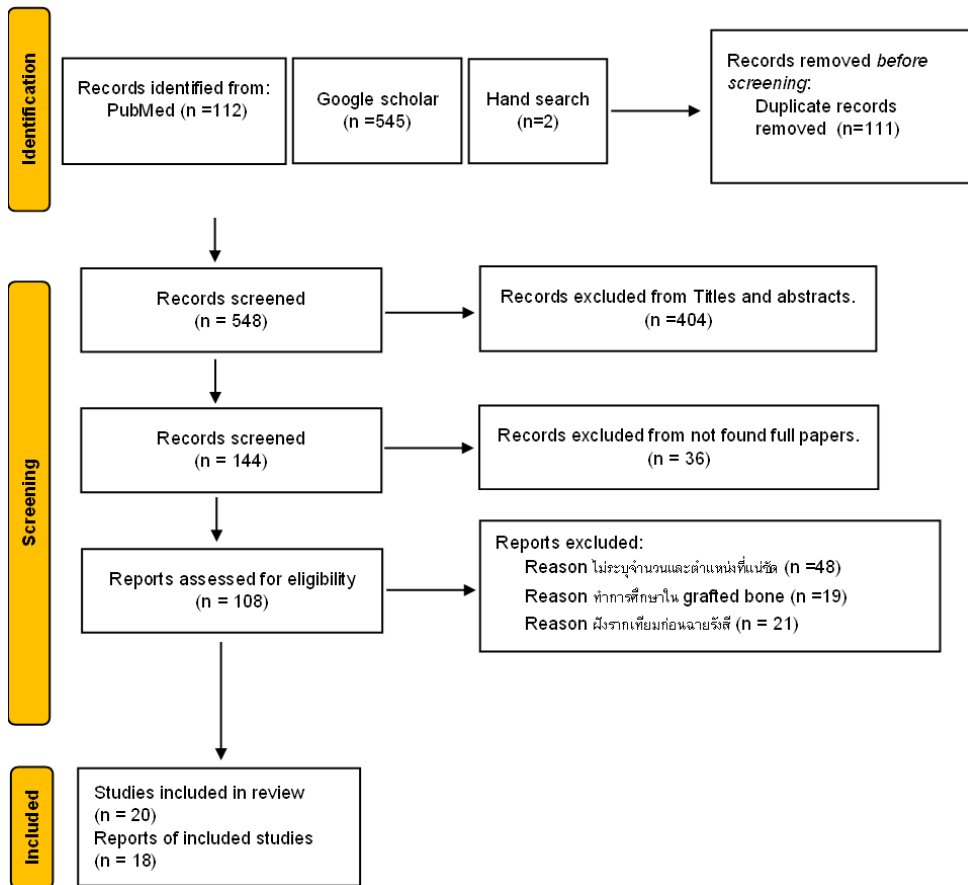 Identification
Records identified from:
PubMed (n =112)
Google scholar
(n =545)
Hand search
(n=2)
Records removed before
screening:
Duplicate records
removed (n=111)
Screening
Records screened
(n = 548)
Records excluded from Titles and abstracts.
(n =404)
Records screened
(n = 144)
Records excluded from not found full papers.
(n = 36)
Reports assessed for eligibility
(n = 108)
Reports excluded:
Reason ไม่ระบุจำนวนและตำแหน่งที่แน่ชัด (n =48)
Reason ทำการศึกษาใน grafted bone (n =19)
Reason ฝังรากเทียมก่อนฉายรังสี (n = 21)
Included
Studies included in review
(n = 20)
Reports of included studies
(n = 18)